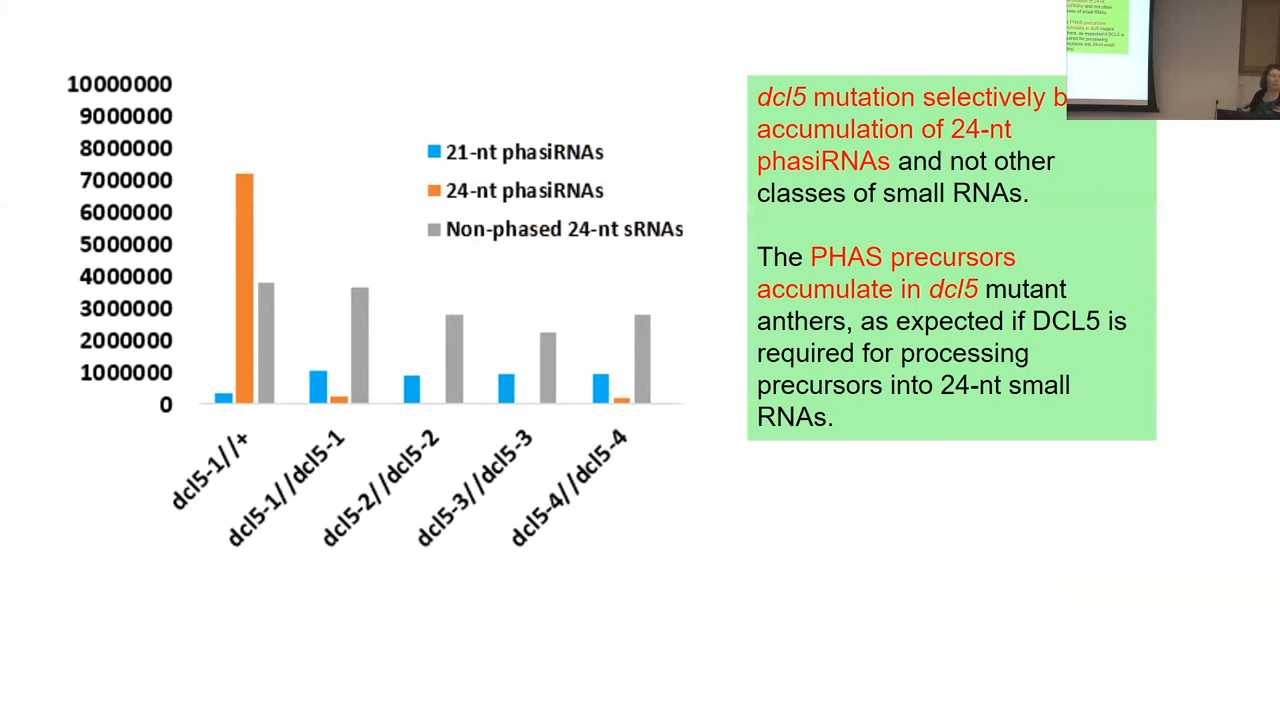 10000000
9000000
8000000
7000000
6000000
5000000
4000000
3000000
2000000
1000000
0
21-nt phasiRNAs
24-nt phasiRNAs
Non-phased 24-nt sRNAs
dcl5-1//+
dcl5-1//dcl5-1
dcl5-2//dcl5-2
dcl5-3//dcl5-3
dcl5-4//dcl5-4
dcl5 mutation selectively
accumulation of 24-nt
phasiRNAs and not other
classes of small RNAs.
The PHAS precursors
accumulate in dcl5 mutant
anthers, as expected if DCL5 is
required for processing
precursors into 24-nt small
RNAs.